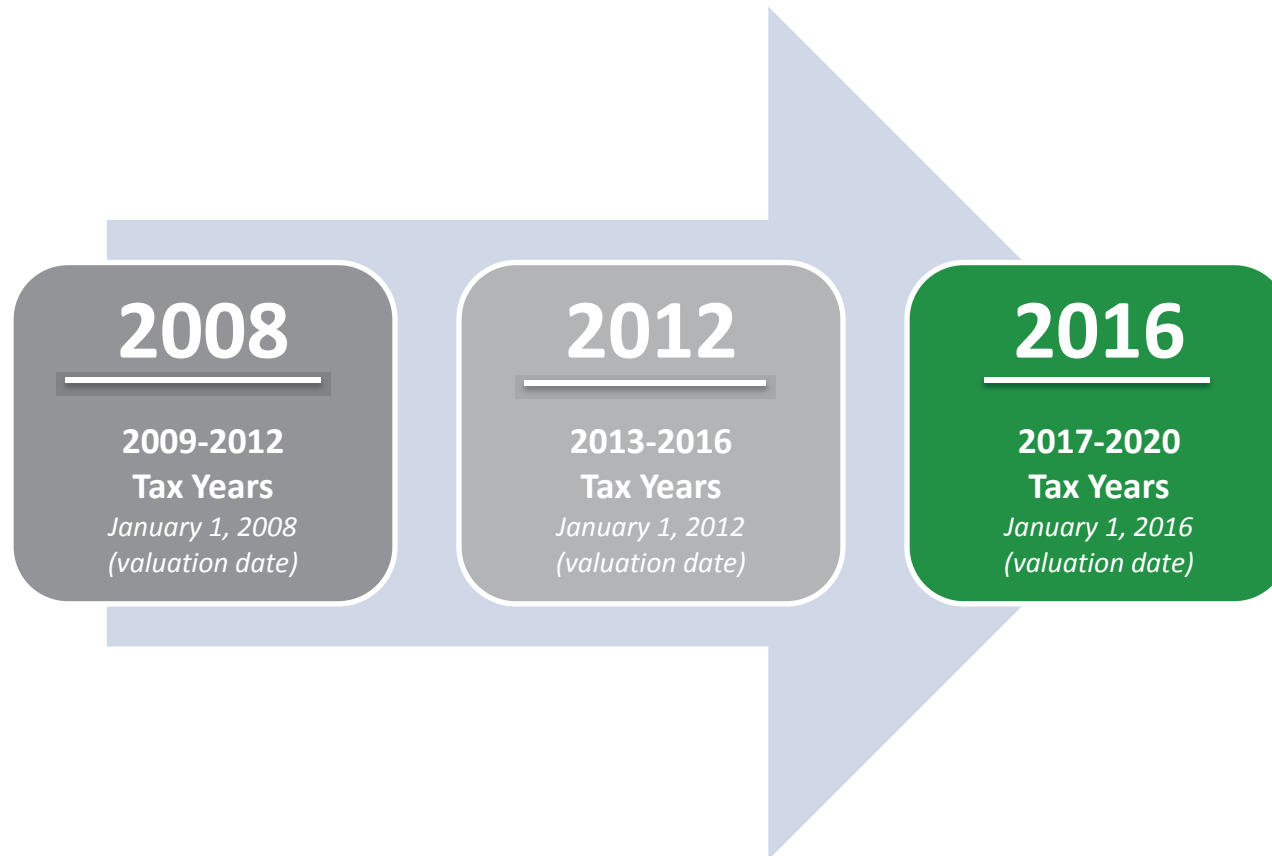 2008
2009-2012
Tax Years
January 1, 2008
(valuation date)
2012
2013-2016
Tax Years
January 1, 2012
(valuation date)
2016
2017-2020
Tax Years
January 1, 2016
(valuation date)